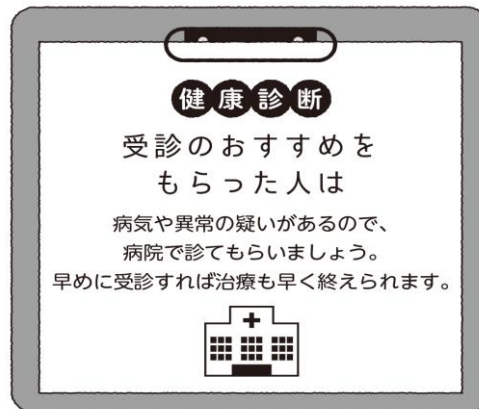 健康診断
受診のおすすめを
もらった人は
病気や異常の疑いがあるので、
病院で診てもらいましょう。
早めに受診すれば治療も早く終えられます。